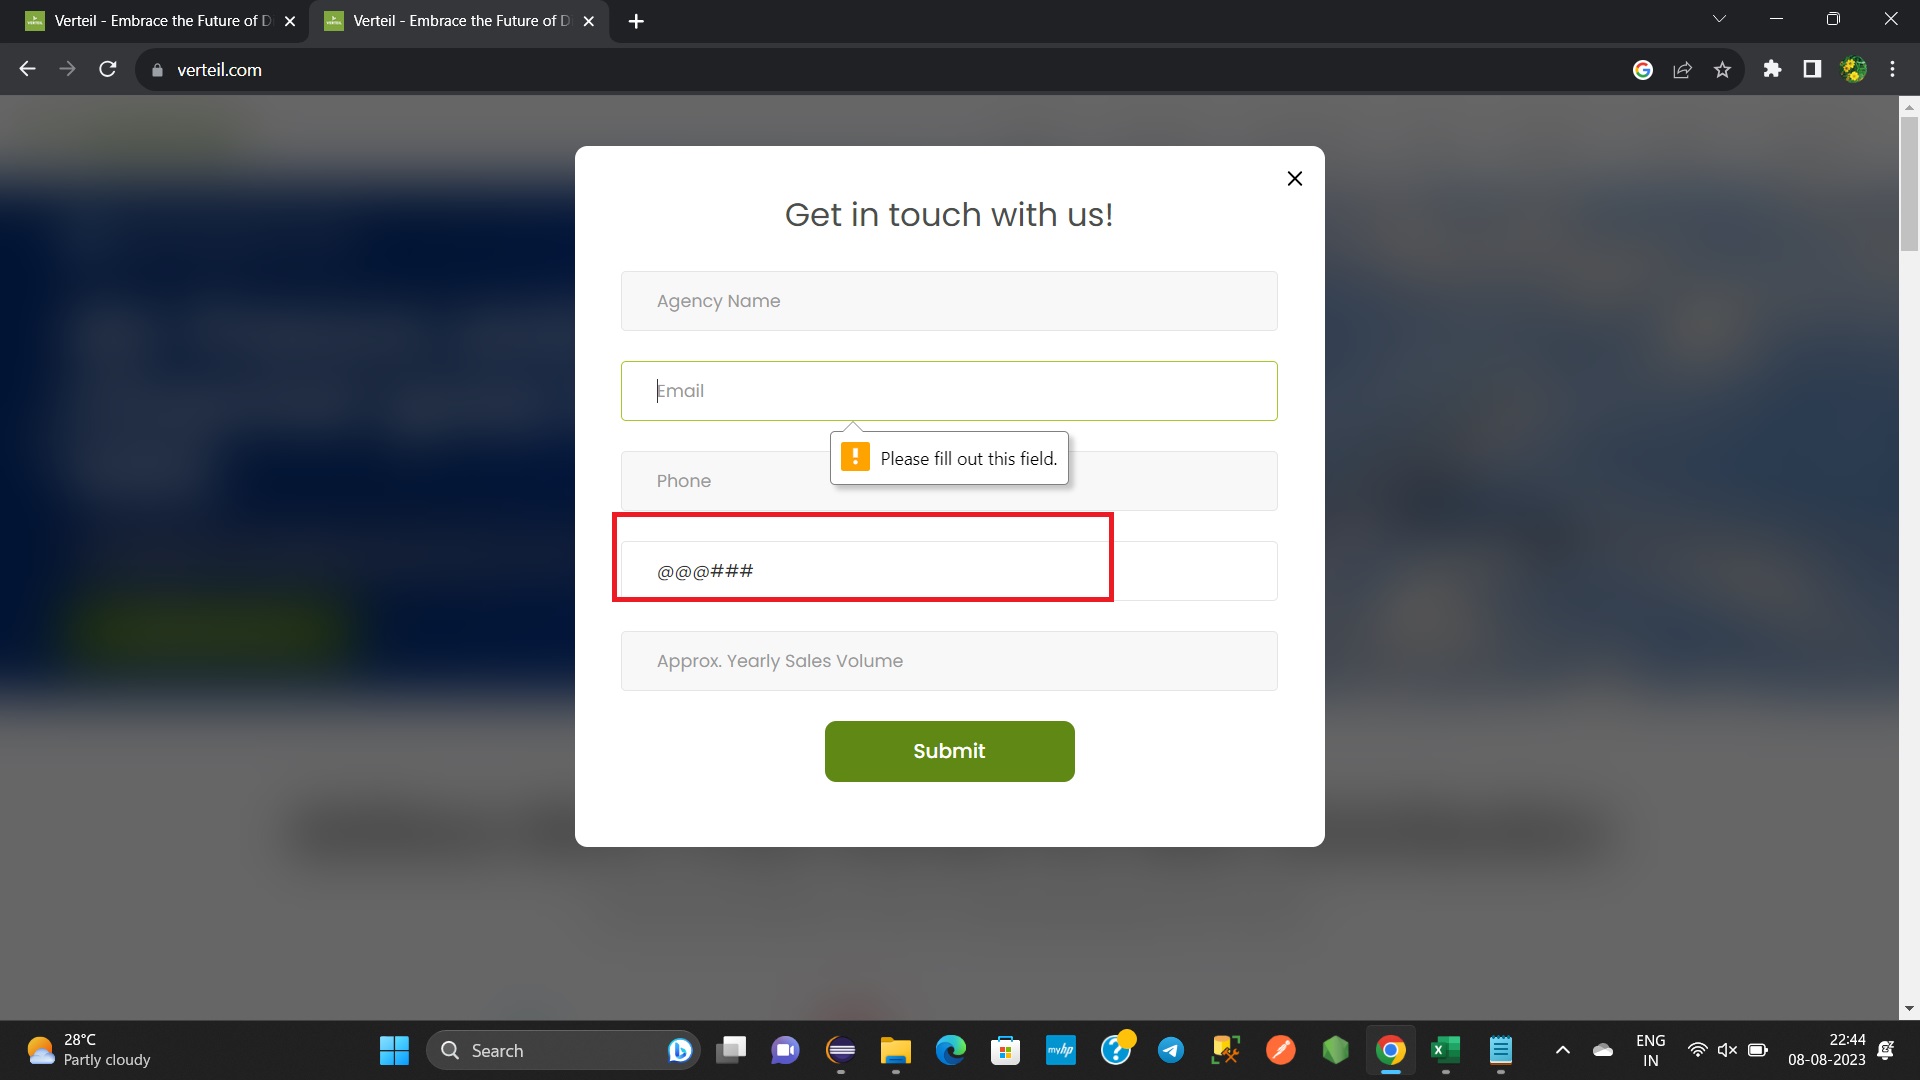 Verteil - Embrace the Future of D
Verteil - Embrace the Future of D
verteil.com
Get in touch with us!
Agency Name
Email
Please fill out this field.
Phone
@@@###
Approx. Yearly Sales Volume
Submit
28°C
Partly cloudy
Search
myhp
ENG
IN
22:44
08-08-2023